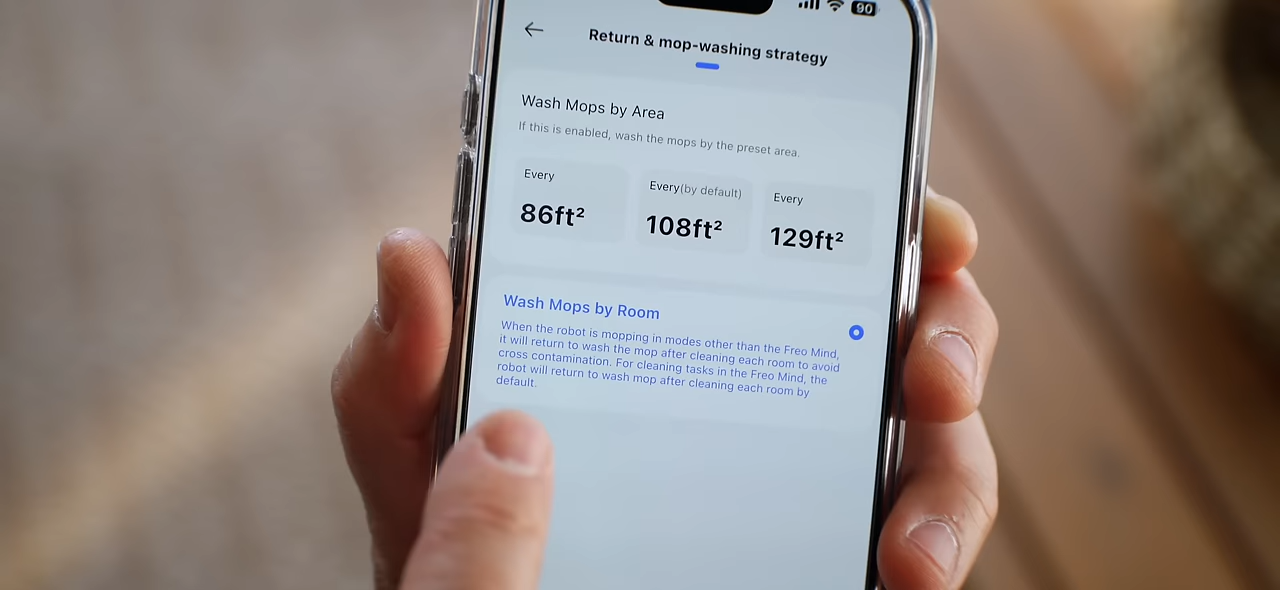 90
Return & mop-washing strategy
Wash Mops by Area
If this is enabled, wash the mops by the preset area.
Every
86ft²
Every(by default)
108ft²
Every
129ft²
Wash Mops by Room
When the robot is mopping in modes other than the Freo Mind,
it will return to wash the mop after cleaning each room to avoid
cross contamination. For cleaning tasks in the Freo Mind, the
robot will return to wash mop after cleaning each room by
default.